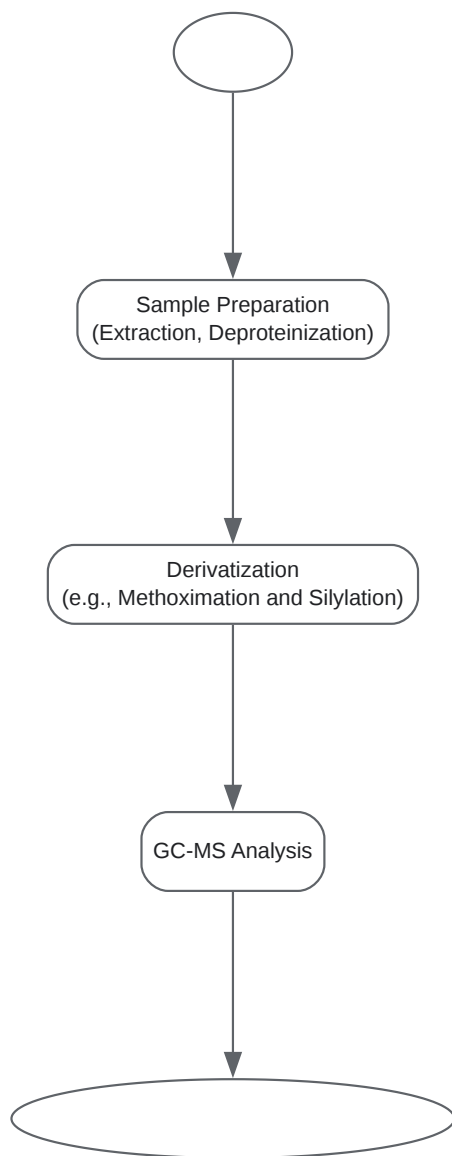 Sample Preparation
(Extraction, Deproteinization)
Derivatization
(e.g., Methoximation and Silylation)
GC-MS Analysis